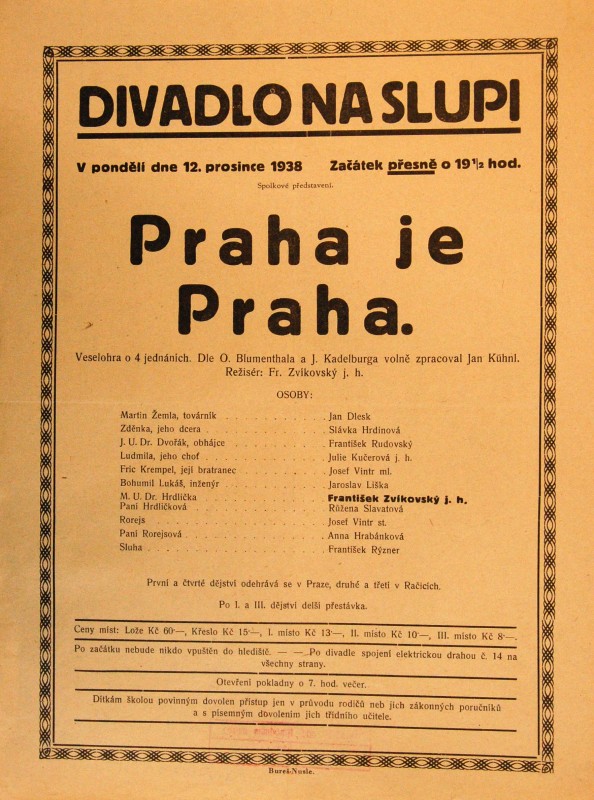 DIVADLO NA SLUPI
V pondělí dne 12. prosince 1938 Začátek přesně o 19 1/2 hod.
Spolkové představení.
Praha je
Praha.
Veselohra o 4 jednáních. Dle O. Blumenthala a J. Kadelburga volně zpracoval Jan Kühnl.
Režisér: Fr. Zvíkovský j. h.
OSOBY:
Martin Žemla, továrník . . . . . . . . . . Jan Dlesk
Zděnka, jeho dcera . . . . . . . . . . Slávka Hrdinová
J. U. Dr. Dvořák, obhájce . . . . . . . . . . František Rudovský
Ludmila, jeho choť . . . . . . . . . . Julie Kučerová j. h.
Fric Krempel, její bratranec . . . . . . . . . . Josef Vintr ml.
Bohumil Lukáš, inženýr . . . . . . . . . . Jaroslav Liška
M. U. Dr. Hrdlička . . . . . . . . . . František Zvíkovský j. h.
Paní Hrdličková . . . . . . . . . . Růžena Slavatová
Rorejs . . . . . . . . . . Josef Vintr st.
Paní Rorejsová . . . . . . . . . . Anna Hrabánková
Sluha . . . . . . . . . . František Rýzner
První a čtvrté dějství odehrává se v Praze, druhé a třetí v Račicích.
Po I. a III. dějství delší přestávka.
Ceny míst: Lože Kč 60·—, Křeslo Kč 15·—, I. místo Kč 13·—, II. místo Kč 10·—, III. místo Kč 8·—.
Po začátku nebude nikdo vpuštěn do hlediště. — — Po divadle spojení elektrickou drahou č. 14 na
všechny strany.
Otevření pokladny o 7. hod. večer.
Dítkám školou povinným dovolen přístup jen v průvodu rodičů neb jich zákonných poručníků
a s písemným dovolením jich třídního učitele.
Bureš-Nusle.